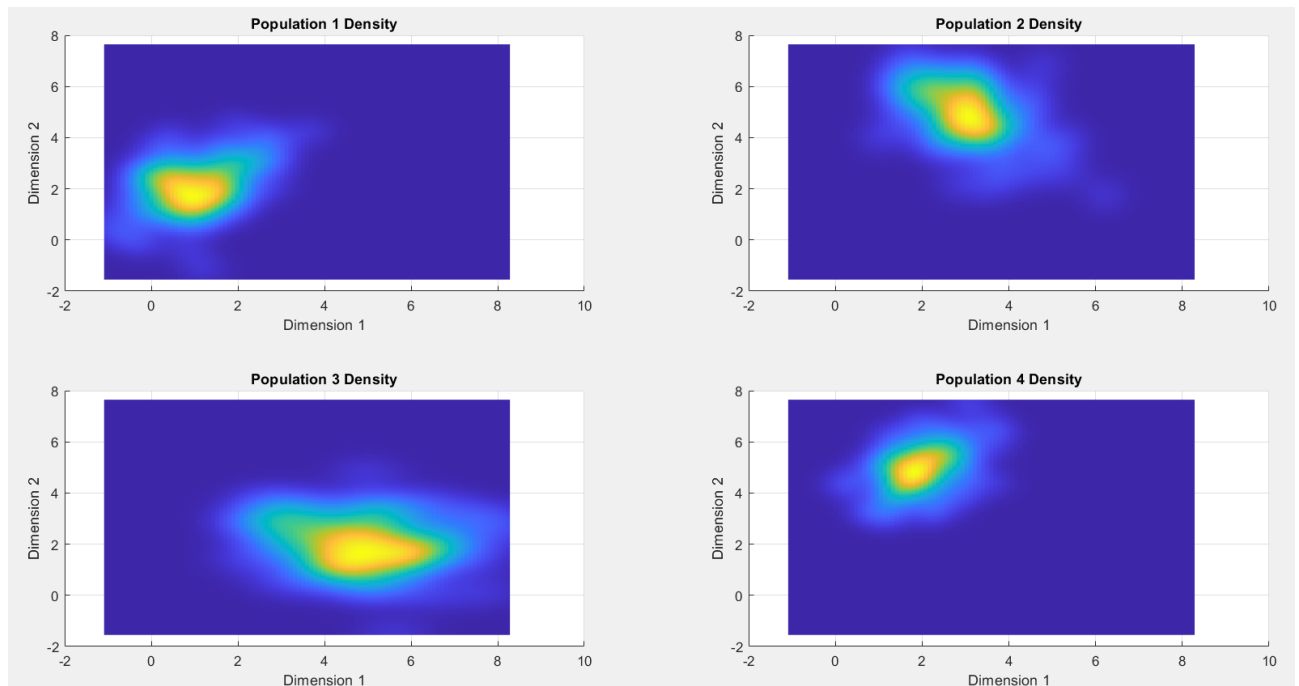 Population 1 Density
8
6
4
2
0
-2
Dimension 2
-2 0 2 4 6 8 10
Dimension 1
Population 2 Density
8
6
4
2
0
-2
Dimension 2
-2 0 2 4 6 8 10
Dimension 1
Population 3 Density
8
6
4
2
0
-2
Dimension 2
-2 0 2 4 6 8 10
Dimension 1
Population 4 Density
8
6
4
2
0
-2
Dimension 2
-2 0 2 4 6 8 10
Dimension 1